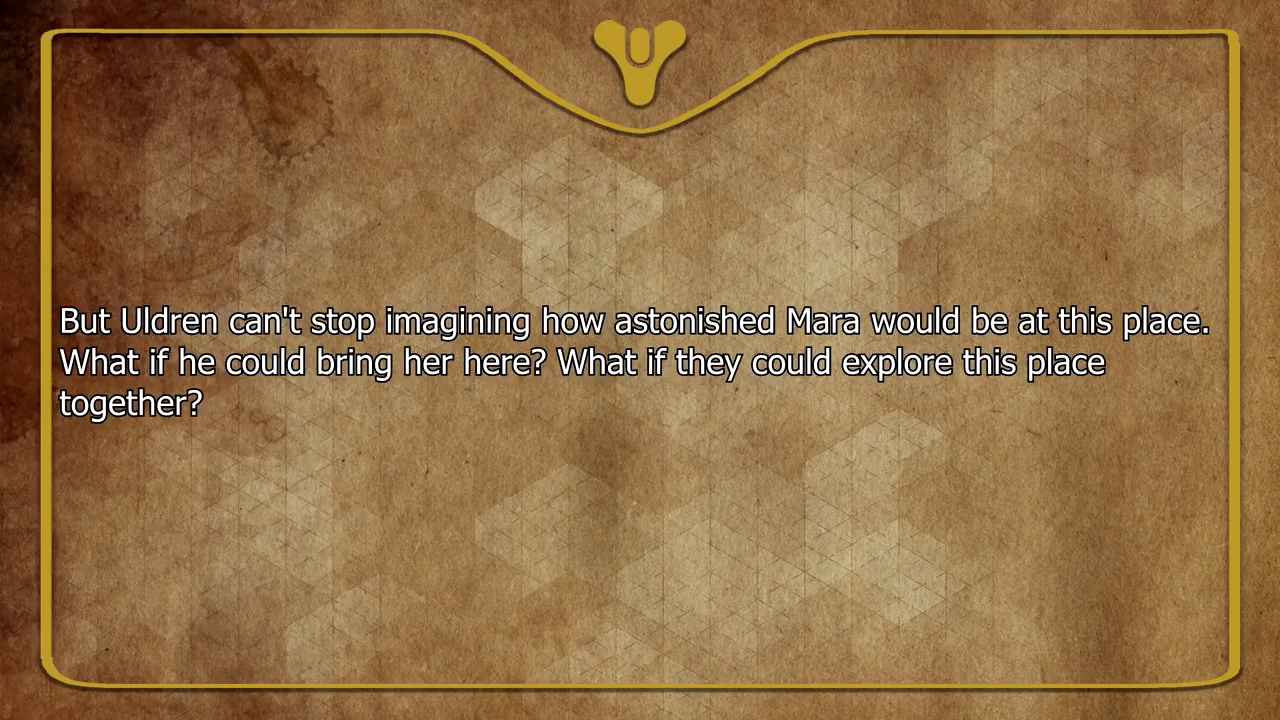 But Uldren can't stop imagining how astonished Mara would be at this place.
What if he could bring her here? What if they could explore this place
together?